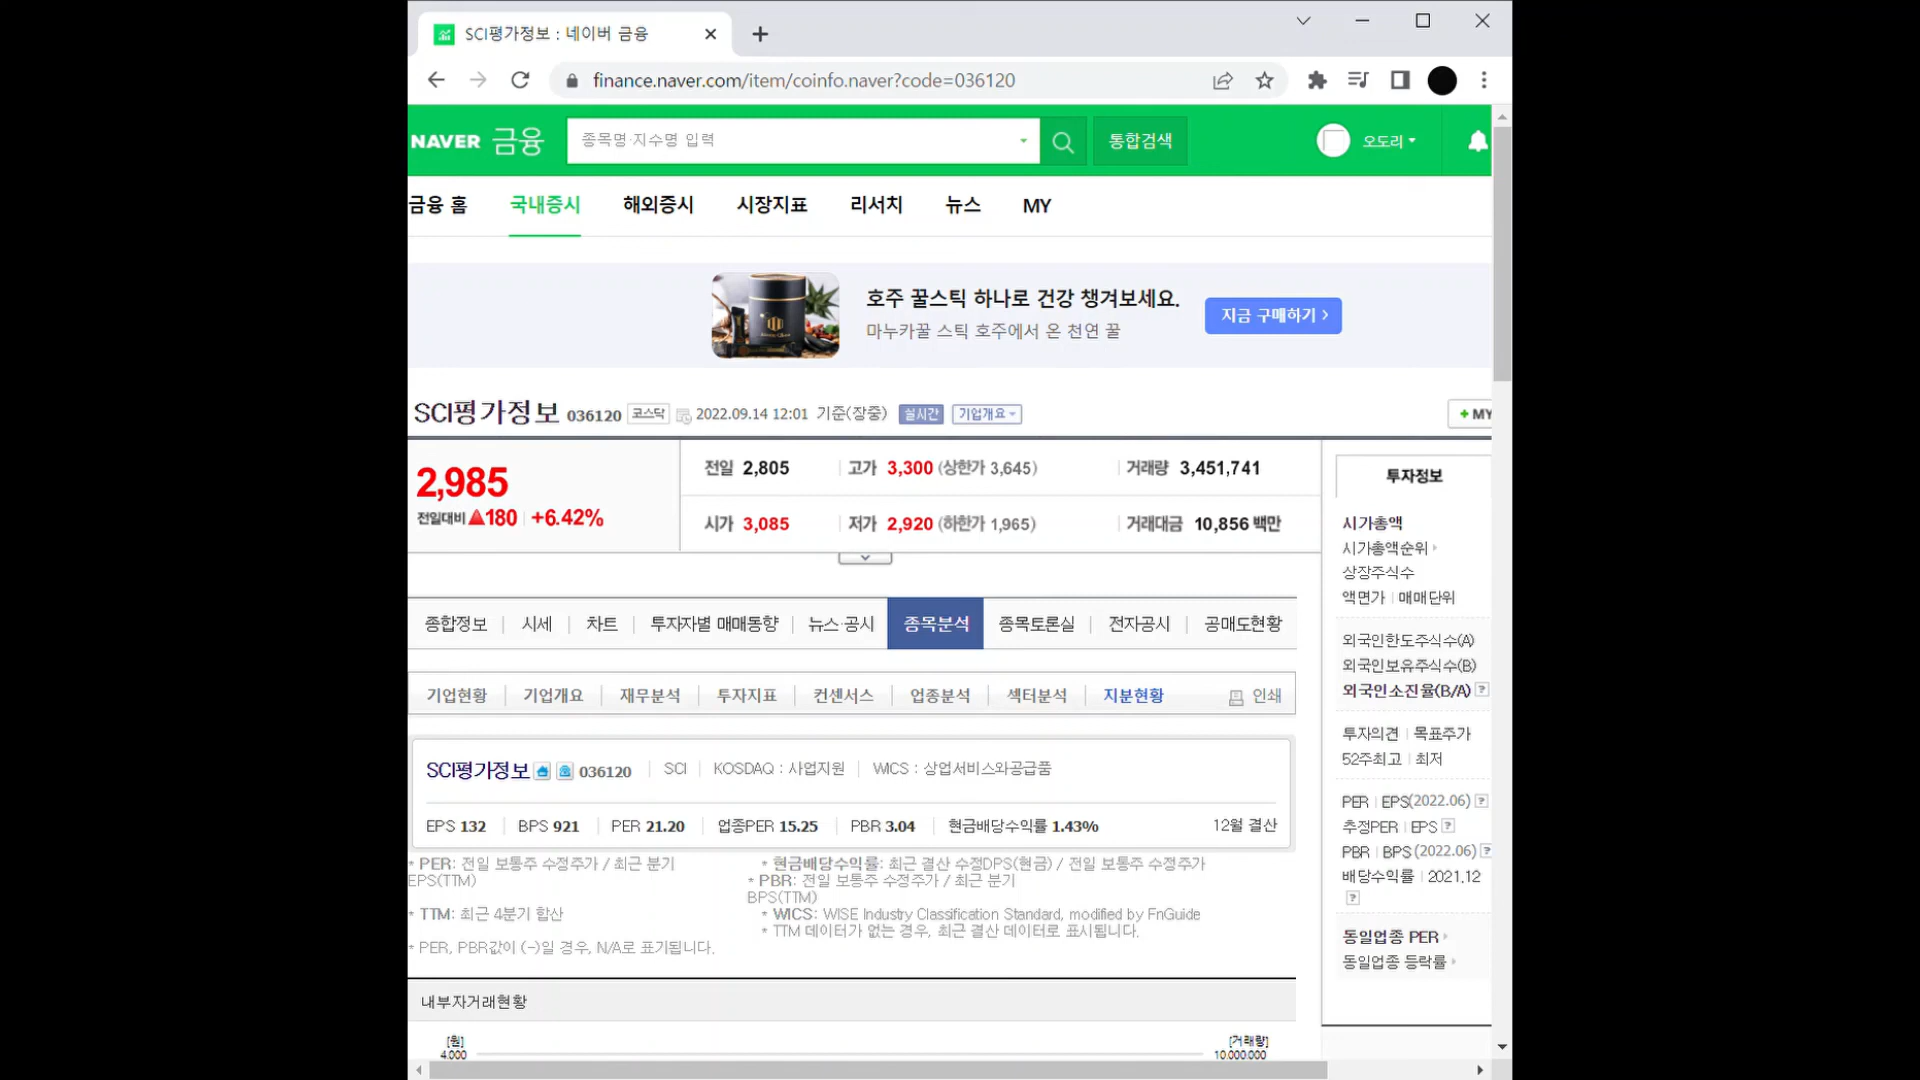 SCI평가정보 : 네이버 금융
finance.naver.com/item/coinfo.naver?code=036120
NAVER 금융 종목명·지수명 입력 통합검색 오도리
금융 홈 국내증시 해외증시 시장지표 리서치 뉴스 MY
호주 꿀스틱 하나로 건강 챙겨보세요.
마누카꿀 스틱 호주에서 온 천연 꿀
지금 구매하기
SCI평가정보 036120 코스닥 2022.09.14 12:01 기준(장중) 실시간 기업개요 + MY
2,985
전일대비 ▲180 +6.42%
전일 2,805 고가 3,300 (상한가 3,645) 거래량 3,451,741
시가 3,085 저가 2,920 (하한가 1,965) 거래대금 10,856 백만
종합정보 시세 차트 투자자별 매매동향 뉴스·공시 종목분석 종목토론실 전자공시 공매도현황
기업현황 기업개요 재무분석 투자지표 컨센서스 업종분석 섹터분석 지분현황 인쇄
SCI평가정보 036120 SCI KOSDAQ : 사업지원 WICS : 상업서비스와공급품
EPS 132 BPS 921 PER 21.20 업종PER 15.25 PBR 3.04 현금배당수익률 1.43% 12월 결산
* PER: 전일 보통주 수정주가 / 최근 분기
EPS(TTM)
* TTM: 최근 4분기 합산
* PER, PBR값이 (-)일 경우, N/A로 표기됩니다.
* 현금배당수익률: 최근 결산 수정DPS(현금) / 전일 보통주 수정주가
* PBR: 전일 보통주 수정주가 / 최근 분기
BPS(TTM)
* WICS: WISE Industry Classification Standard, modified by FnGuide
* TTM 데이터가 없는 경우, 최근 결산 데이터로 표시됩니다.
내부자거래현황
[원] [거래량]
4,000 10,000,000
투자정보
시가총액
시가총액순위
상장주식수
액면가 매매단위
외국인한도주식수(A)
외국인보유주식수(B)
외국인소진율(B/A) ?
투자의견 목표주가
52주최고 최저
PER EPS(2022.06) ?
추정PER EPS ?
PBR BPS (2022.06) ?
배당수익률 2021.12
?
동일업종 PER
동일업종 등락률